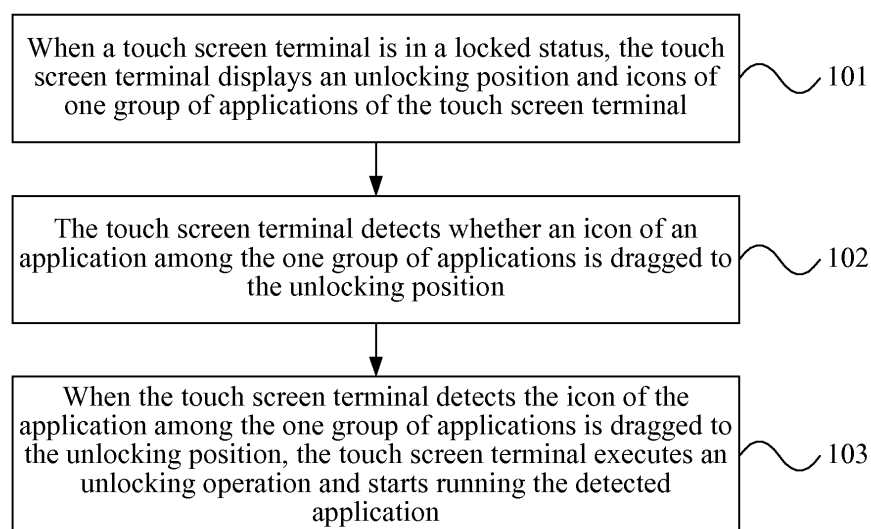 When a touch screen terminal is in a locked status, the touch
screen terminal displays an unlocking position and icons of
one group of applications of the touch screen terminal
101
The touch screen terminal detects whether an icon of an
application among the one group of applications is dragged to
the unlocking position
102
When the touch screen terminal detects the icon of the
application among the one group of applications is dragged to
the unlocking position, the touch screen terminal executes an
unlocking operation and starts running the detected
application
103